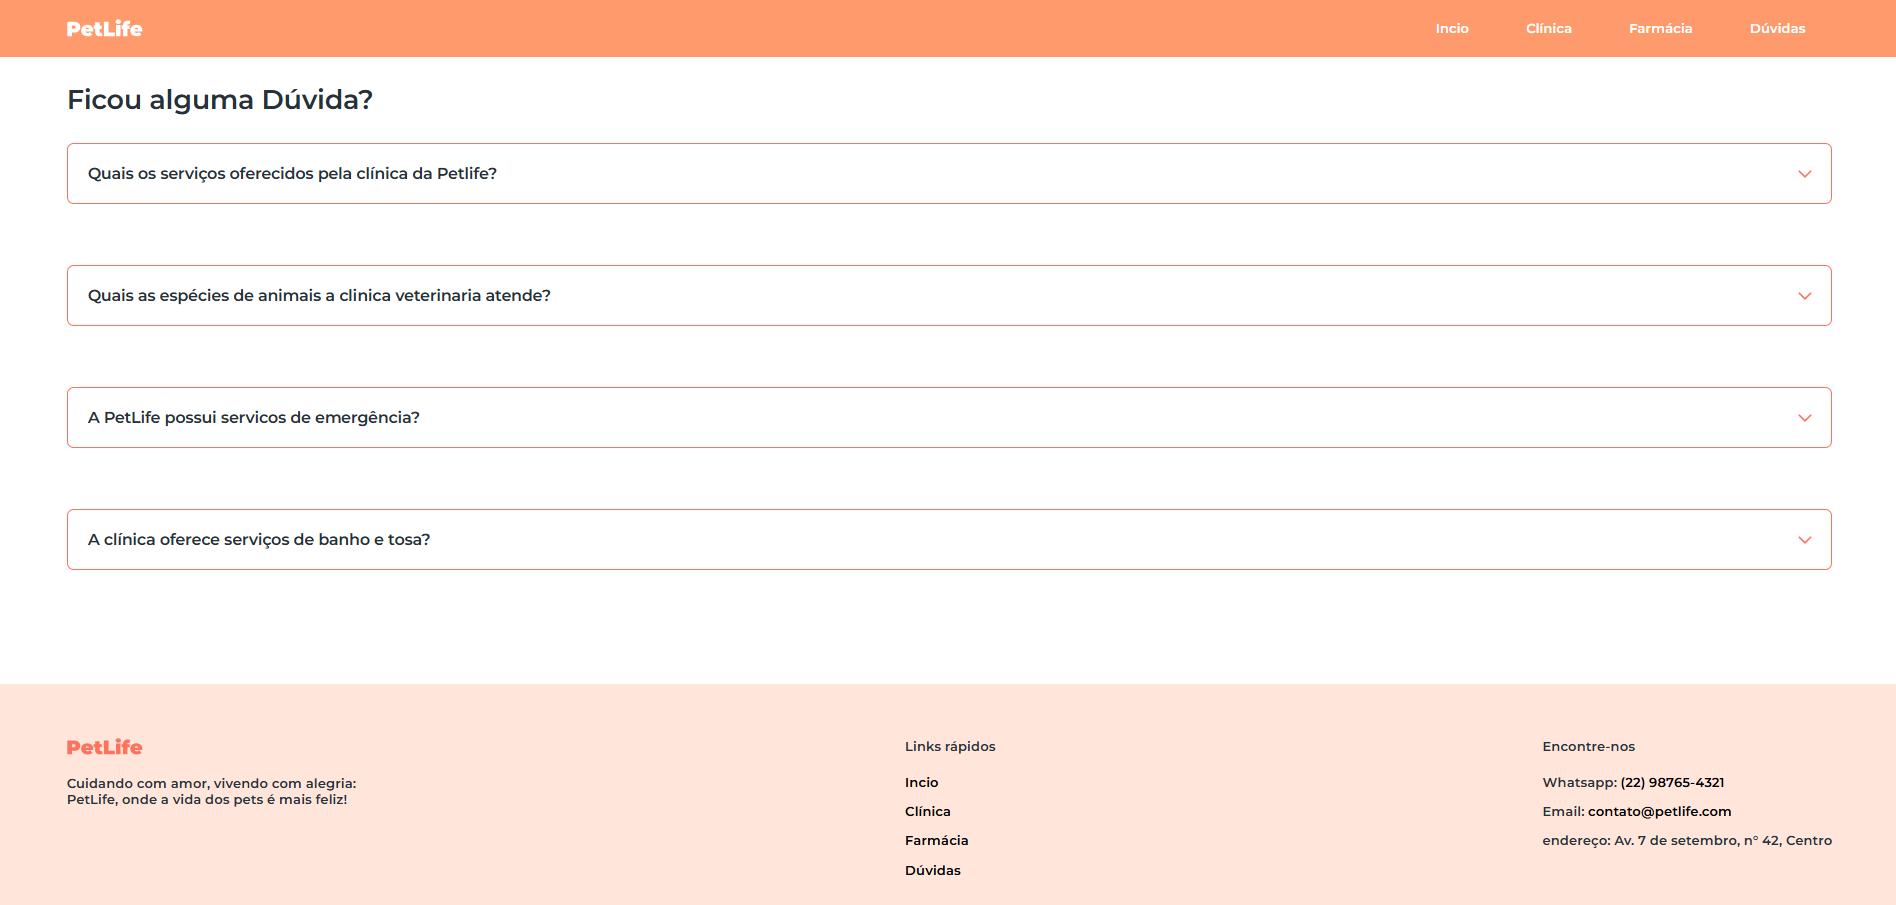 PetLife
Incio
Clínica
Farmácia
Dúvidas
Ficou alguma Dúvida?
Quais os serviços oferecidos pela clínica da Petlife?
Quais as espécies de animais a clinica veterinaria atende?
A PetLife possui servicos de emergência?
A clínica oferece serviços de banho e tosa?
PetLife
Cuidando com amor, vivendo com alegria:
PetLife, onde a vida dos pets é mais feliz!
Links rápidos
Incio
Clínica
Farmácia
Dúvidas
Encontre-nos
Whatsapp: (22) 98765-4321
Email: contato@petlife.com
endereço: Av. 7 de setembro, n° 42, Centro